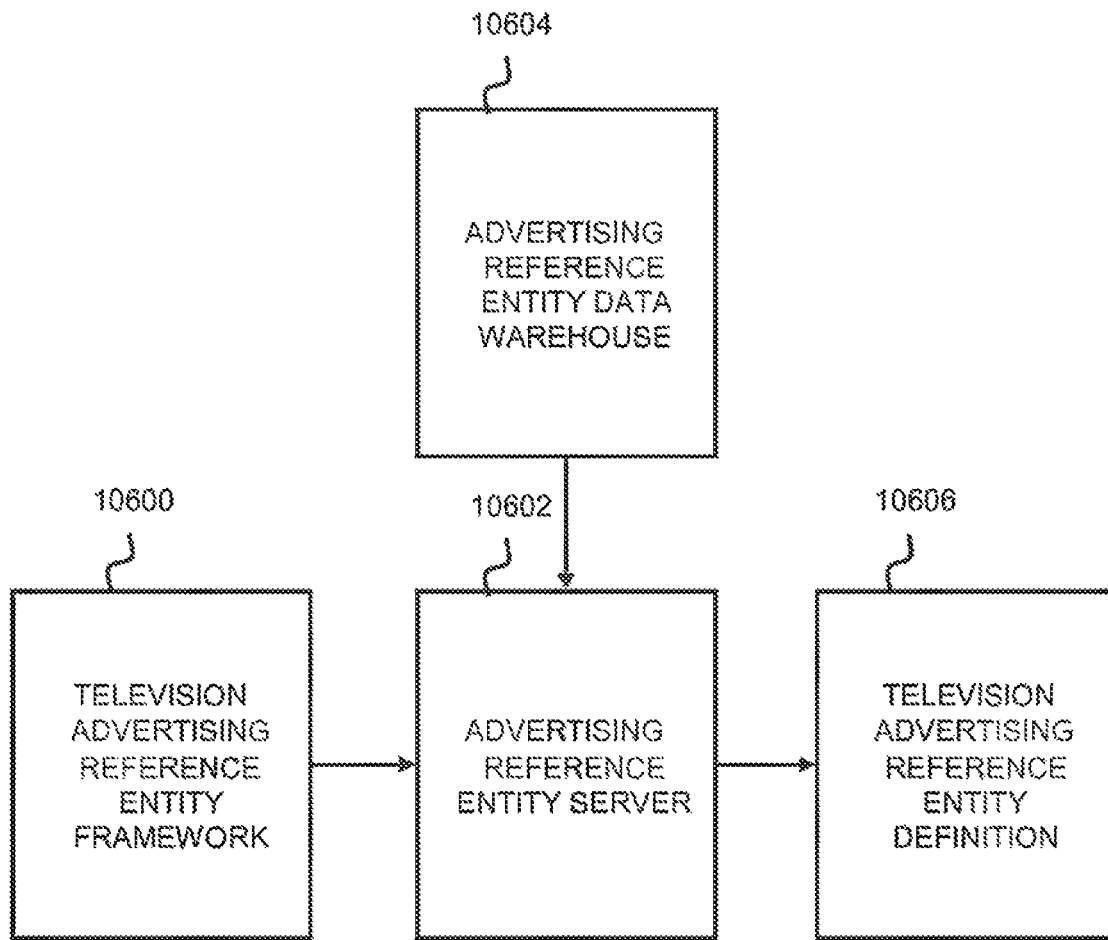 10604
ADVERTISING
REFERENCE
ENTITY DATA
WAREHOUSE
10600
TELEVISION
ADVERTISING
REFERENCE
ENTITY
FRAMEWORK
10602
ADVERTISING
REFERENCE
ENTITY SERVER
10606
TELEVISION
ADVERTISING
REFERENCE
ENTITY
DEFINITION